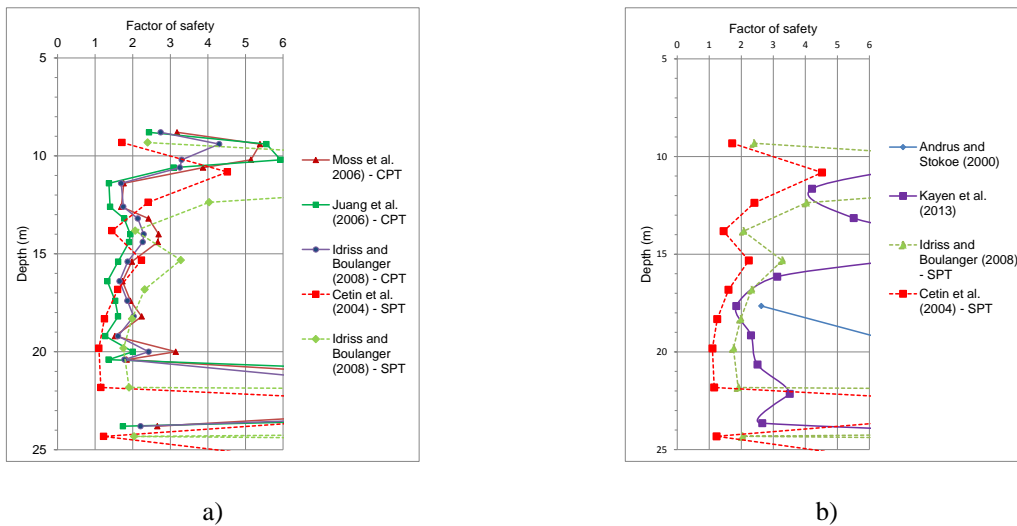 Factor of safety
0 1 2 3 4 5 6
5
10
15
20
25
Depth (m)
Moss et al.
2006) - CPT
Juang et al.
(2006) - CPT
Idriss and
Boulanger
(2008) - CPT
Cetin et al.
(2004) - SPT
Idriss and
Boulanger
(2008) - SPT
a)
Factor of safety
0 1 2 3 4 5 6
5
10
15
20
25
Depth (m)
Andrus and
Stokoe (2000)
Kayen et al.
(2013)
Idriss and
Boulanger (2008)
- SPT
Cetin et al.
(2004) - SPT
b)